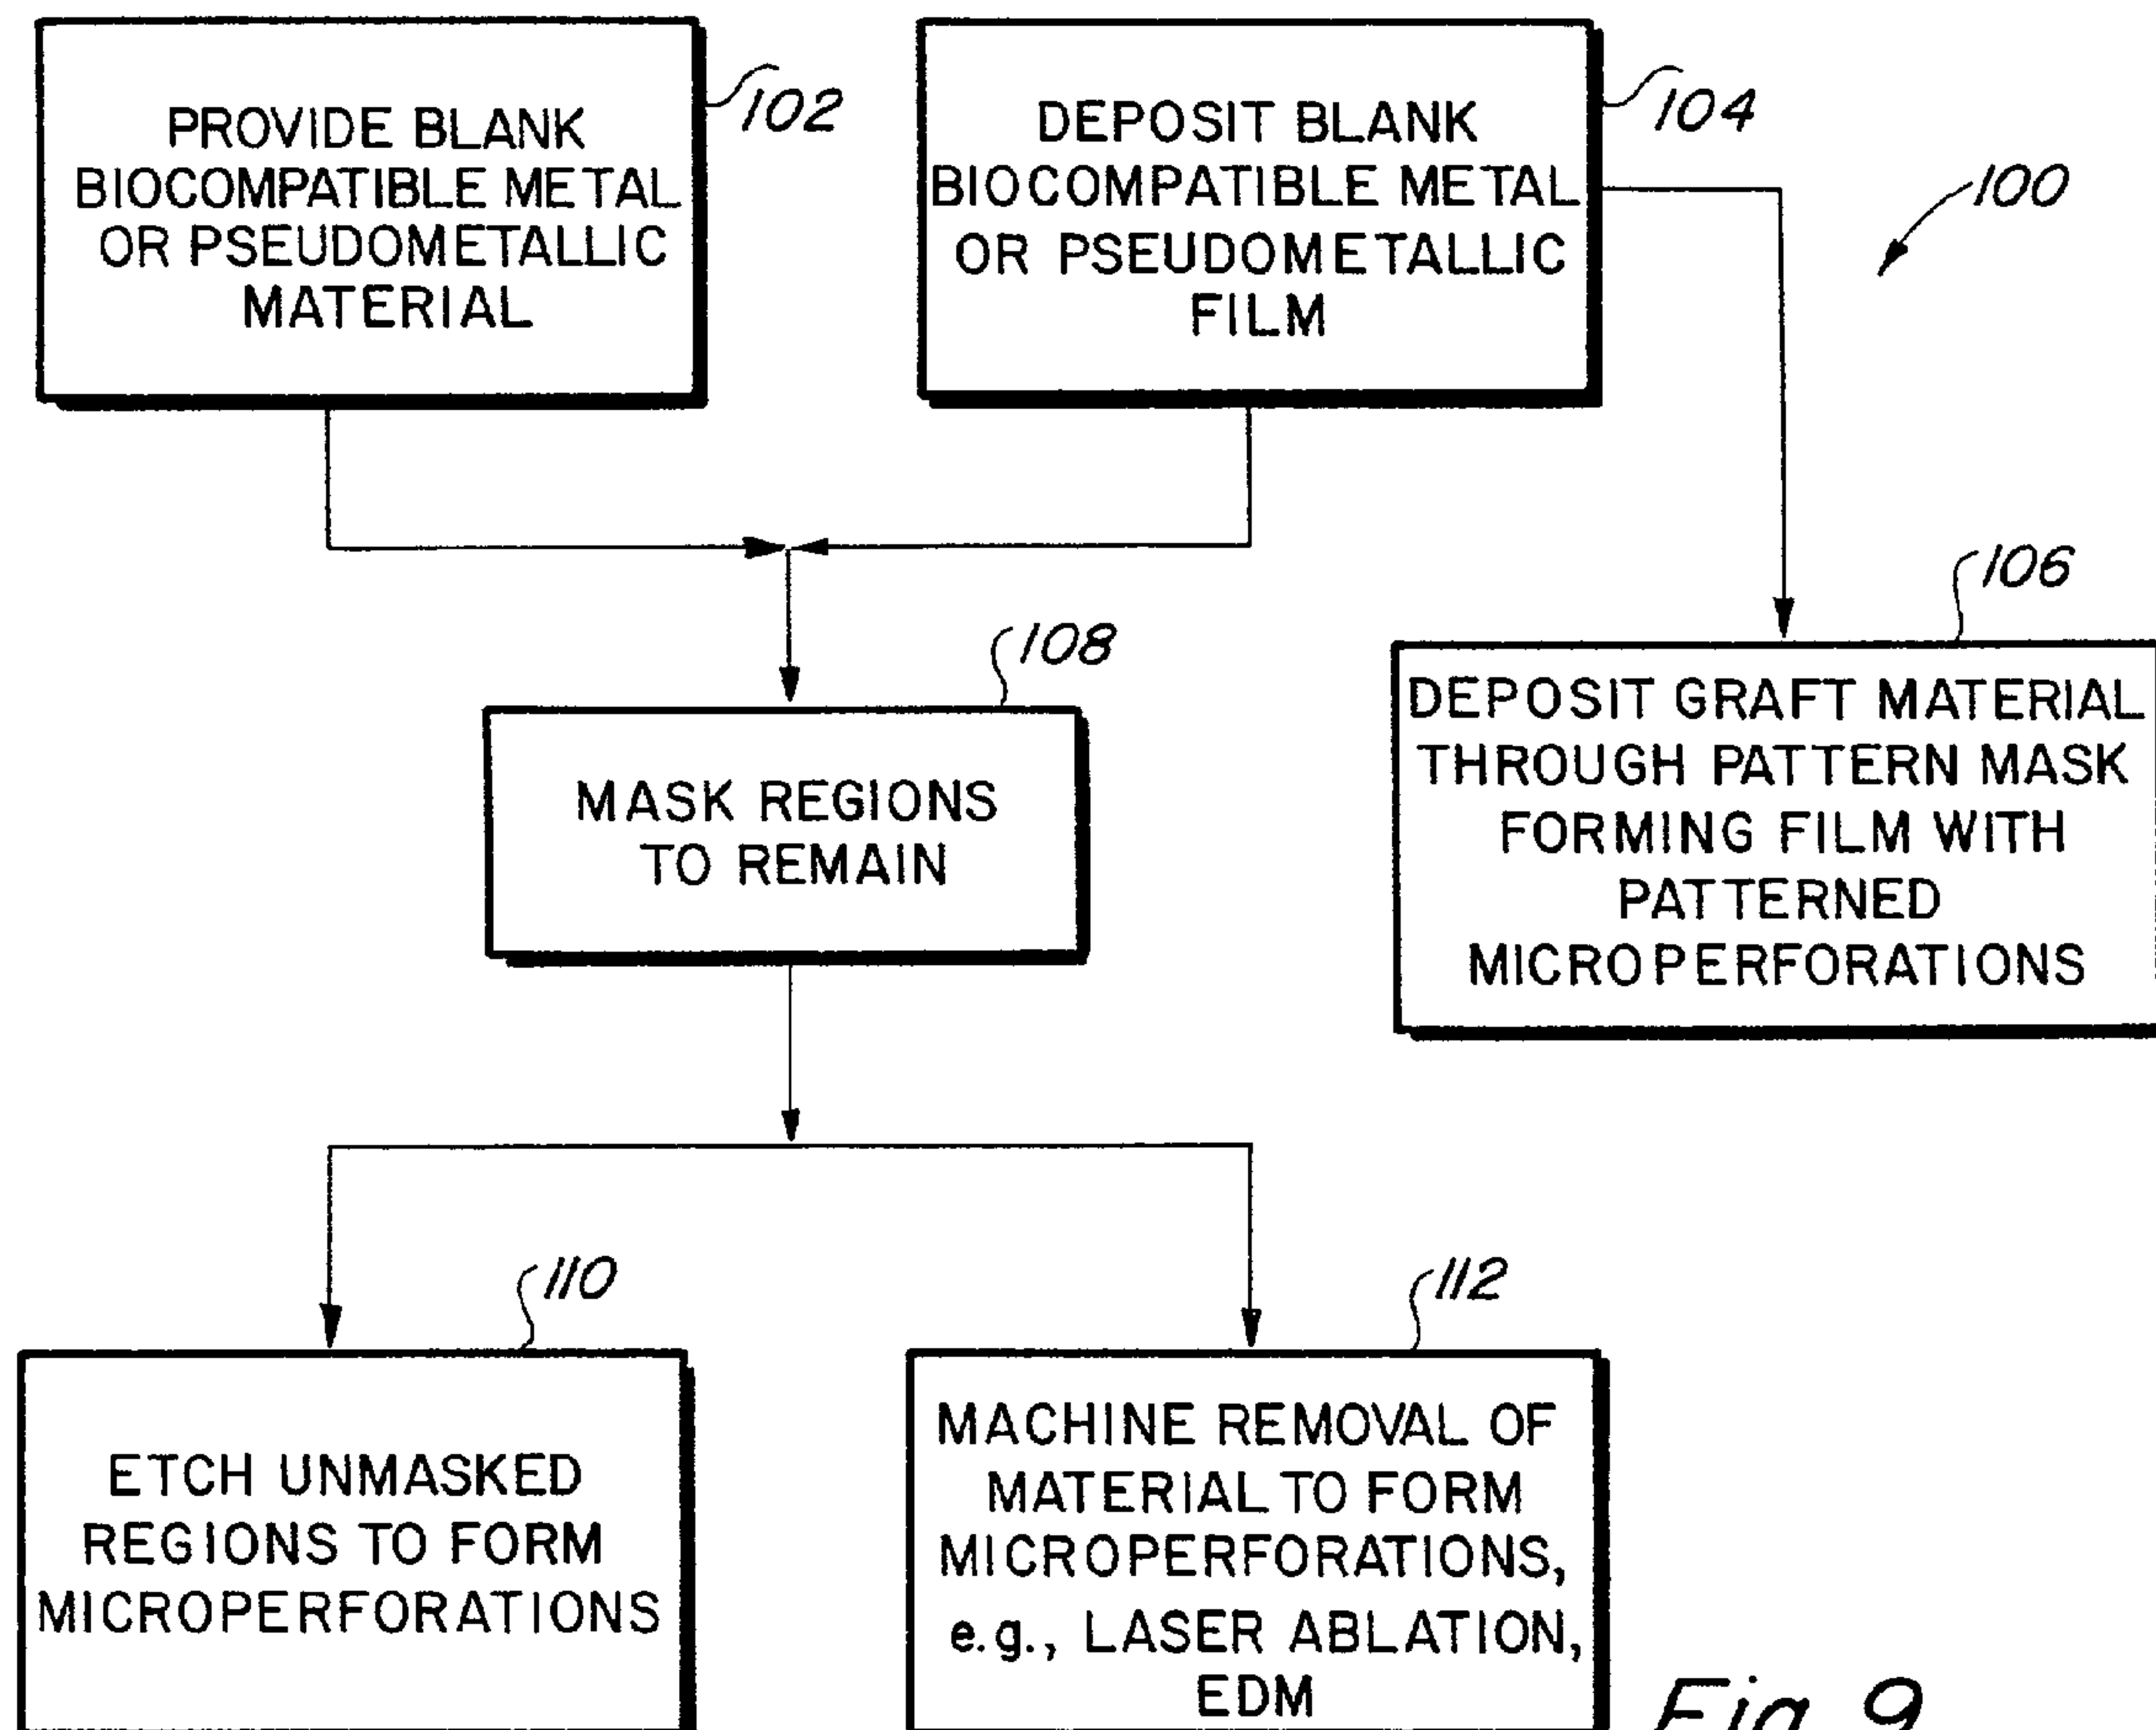 PROVIDE BLANK
BIOCOMPATIBLE METAL
OR PSEUDOMETALLIC
MATERIAL
102
DEPOSIT BLANK
BIOCOMPATIBLE METAL
OR PSEUDOMETALLIC
FILM
104
100
106
DEPOSIT GRAFT MATERIAL
THROUGH PATTERN MASK
FORMING FILM WITH
PATTERNED
MICROPERFORATIONS
108
MASK REGIONS
TO REMAIN
110
ETCH UNMASKED
REGIONS TO FORM
MICROPERFORATIONS
112
MACHINE REMOVAL OF
MATERIAL TO FORM
MICROPERFORATIONS,
e.g., LASER ABLATION,
EDM
Fig. 9